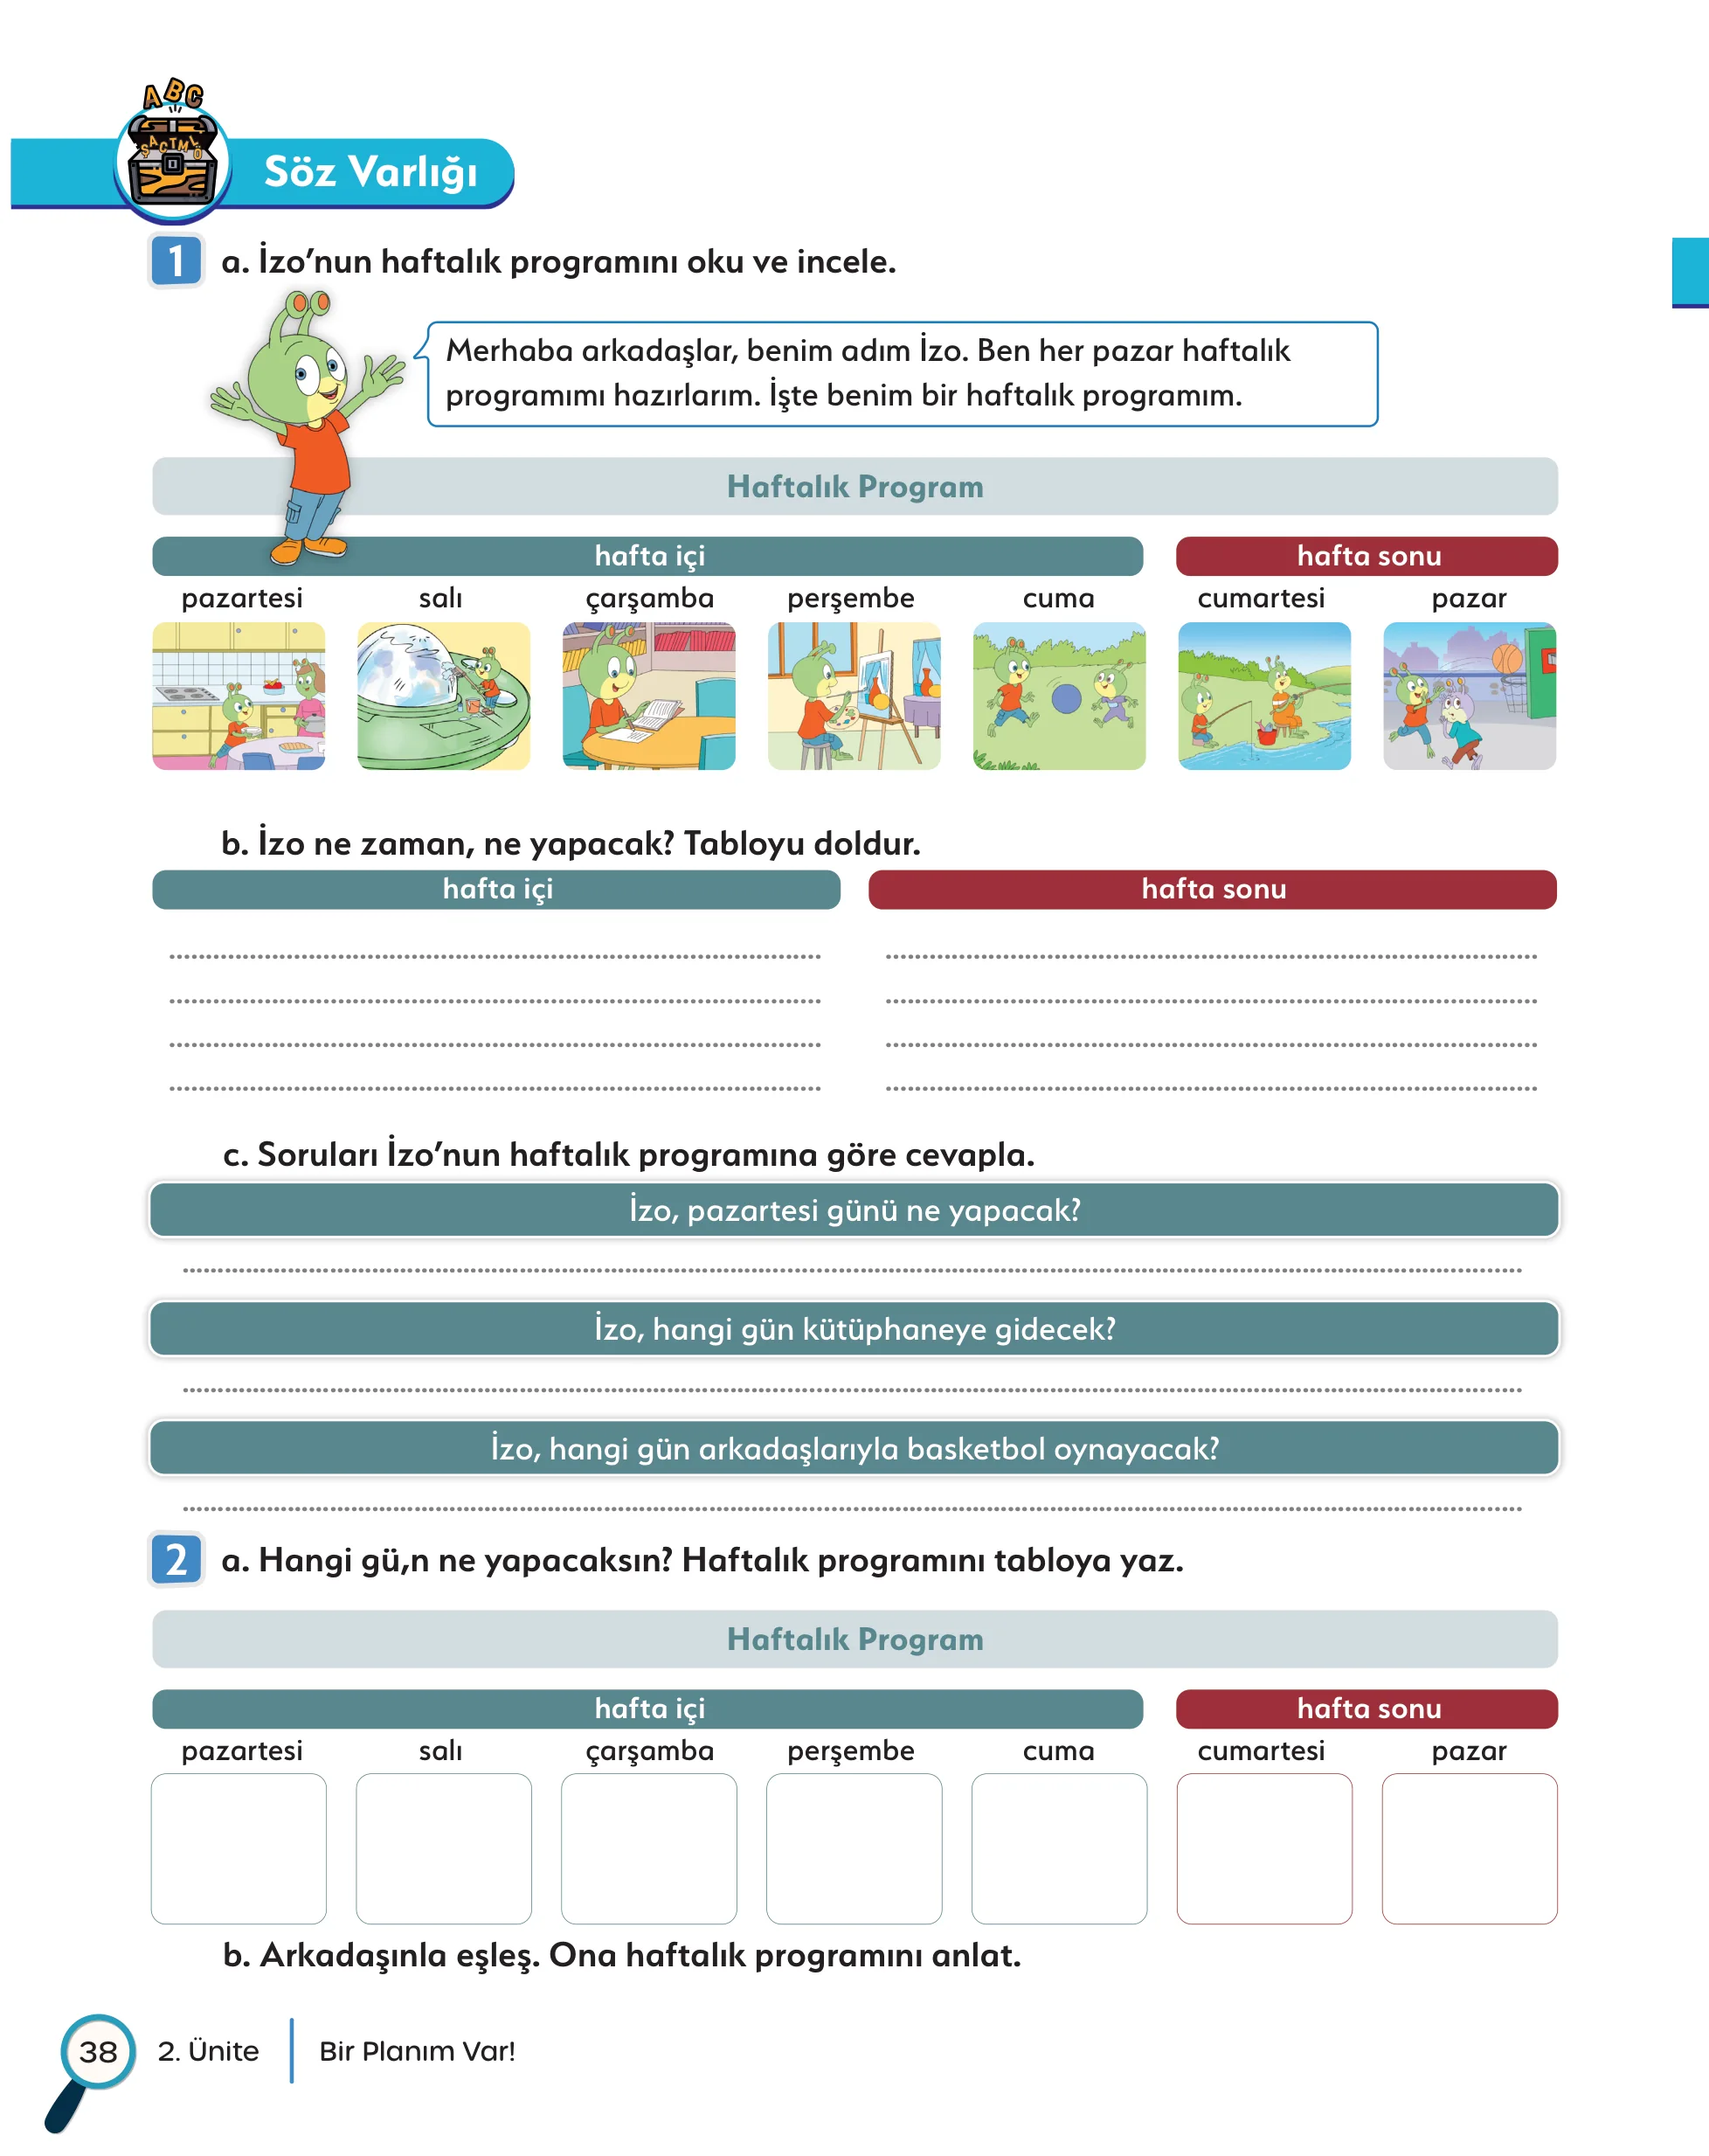 Söz Varlığı
1 a. İzo’nun haftalık programını oku ve incele.
Merhaba arkadaşlar, benim adım İzo. Ben her pazar haftalık
programımı hazırlarım. İşte benim bir haftalık programım.
Haftalık Program
hafta içi hafta sonu
pazartesi salı çarşamba perşembe cuma cumartesi pazar
b. İzo ne zaman, ne yapacak? Tabloyu doldur.
hafta içi hafta sonu
c. Soruları İzo’nun haftalık programına göre cevapla.
İzo, pazartesi günü ne yapacak?
İzo, hangi gün kütüphaneye gidecek?
İzo, hangi gün arkadaşlarıyla basketbol oynayacak?
2 a. Hangi gü,n ne yapacaksın? Haftalık programını tabloya yaz.
Haftalık Program
hafta içi hafta sonu
pazartesi salı çarşamba perşembe cuma cumartesi pazar
b. Arkadaşınla eşleş. Ona haftalık programını anlat.
38 2. Ünite Bir Planım Var!